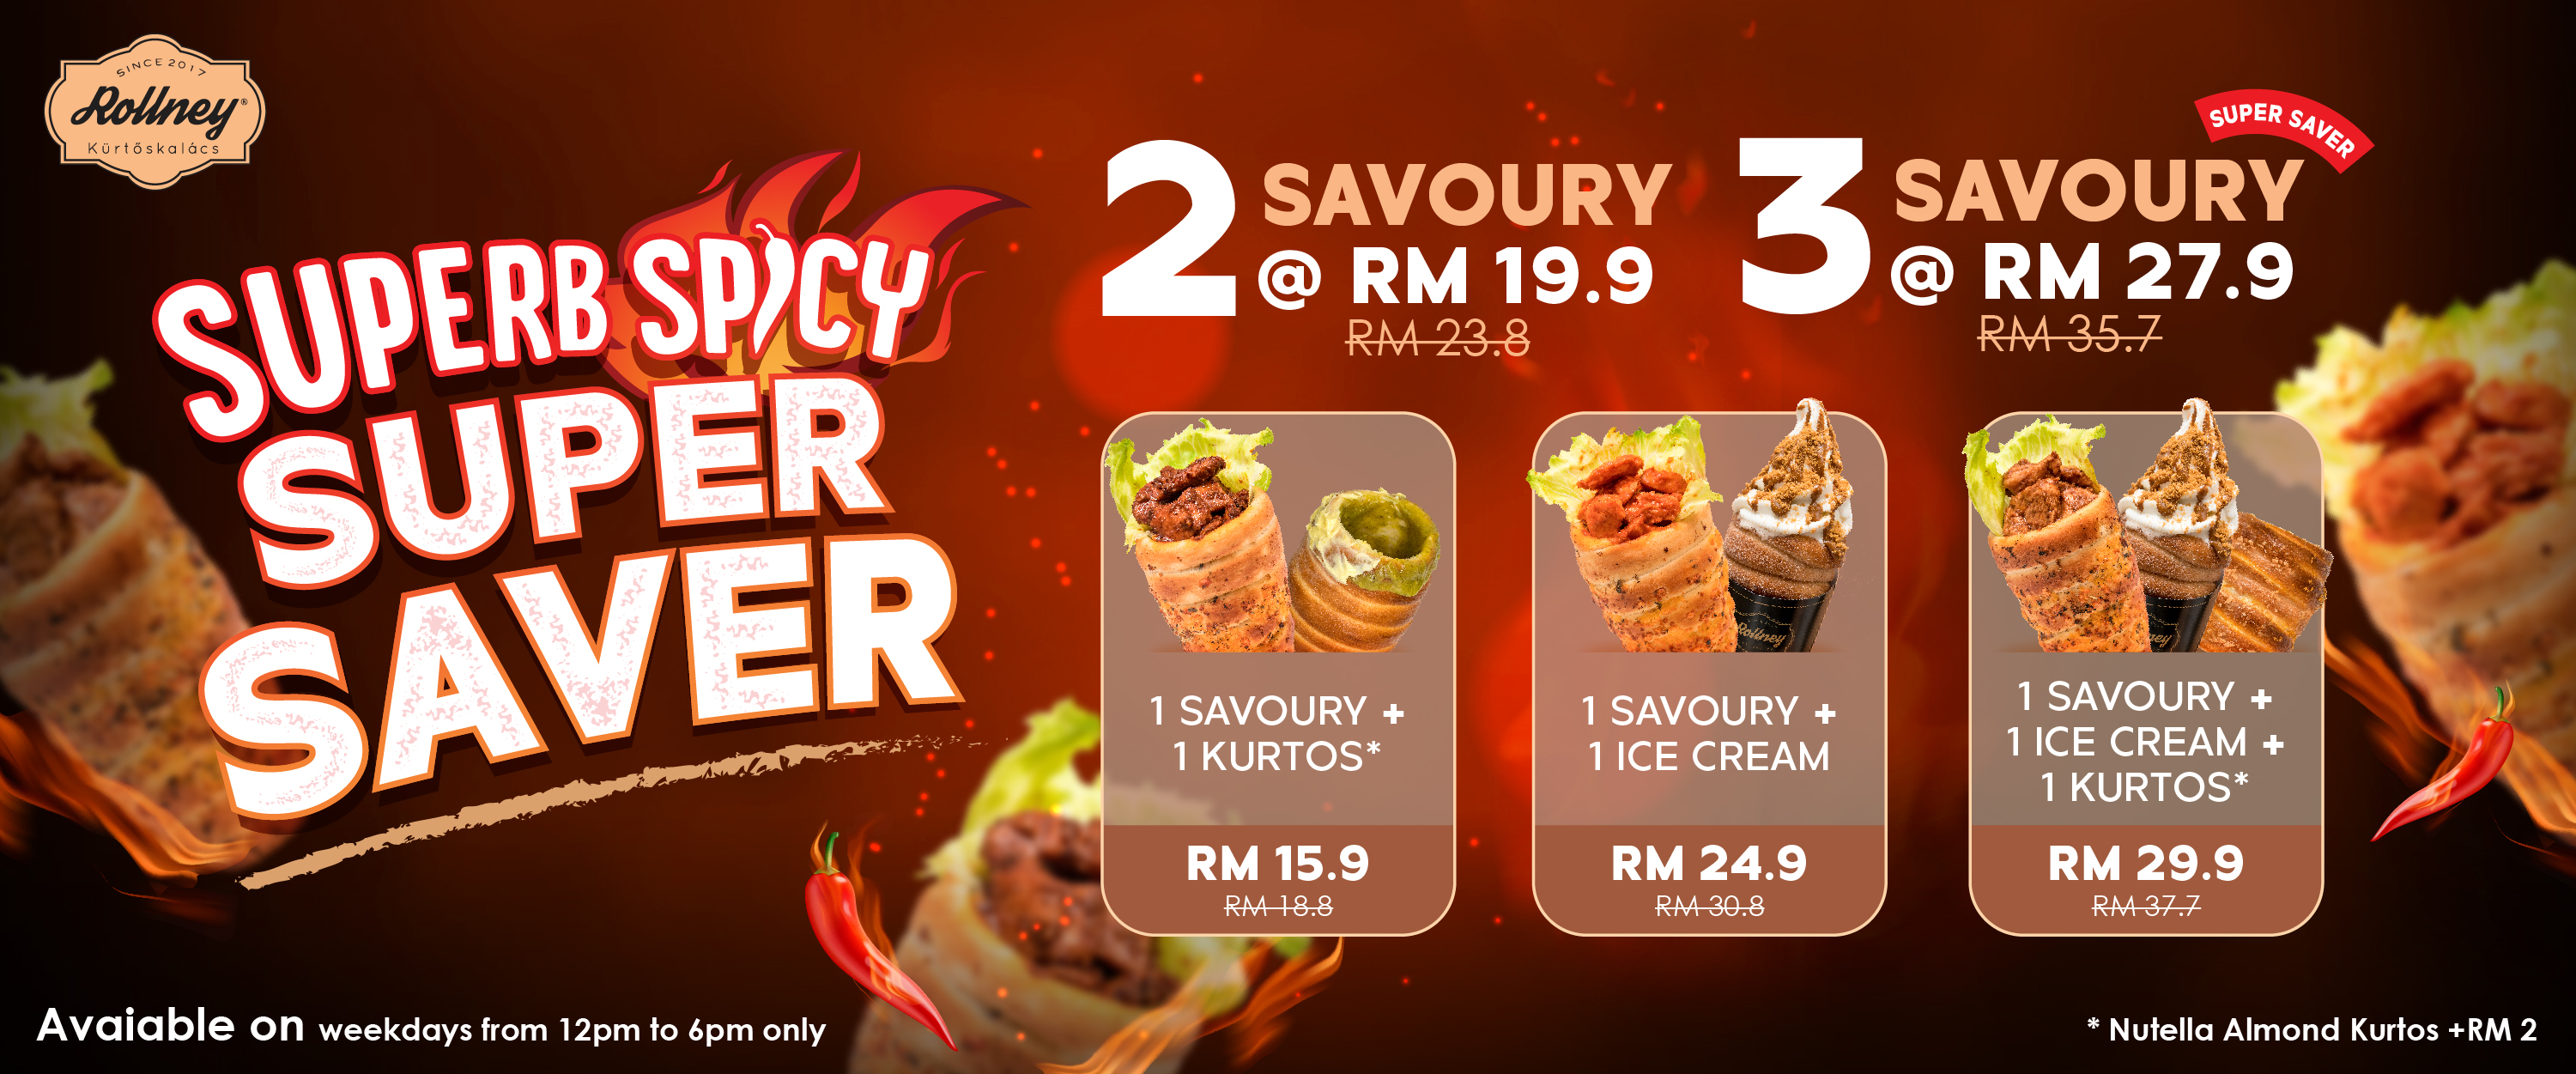 SINCE 2017
Rollney®
Kürtőskalács
SUPERB SPICY
SUPER
SAVER
2 SAVOURY
@ RM 19.9
RM 23.8
3 SAVOURY
SUPER SAVER
@ RM 27.9
RM 35.7
Rollney
ney
1 SAVOURY +
1 KURTOS*
RM 15.9
RM 18.8
1 SAVOURY +
1 ICE CREAM
RM 24.9
RM 30.8
1 SAVOURY +
1 ICE CREAM +
1 KURTOS*
RM 29.9
RM 37.7
Avaiable on weekdays from 12pm to 6pm only
* Nutella Almond Kurtos +RM 2